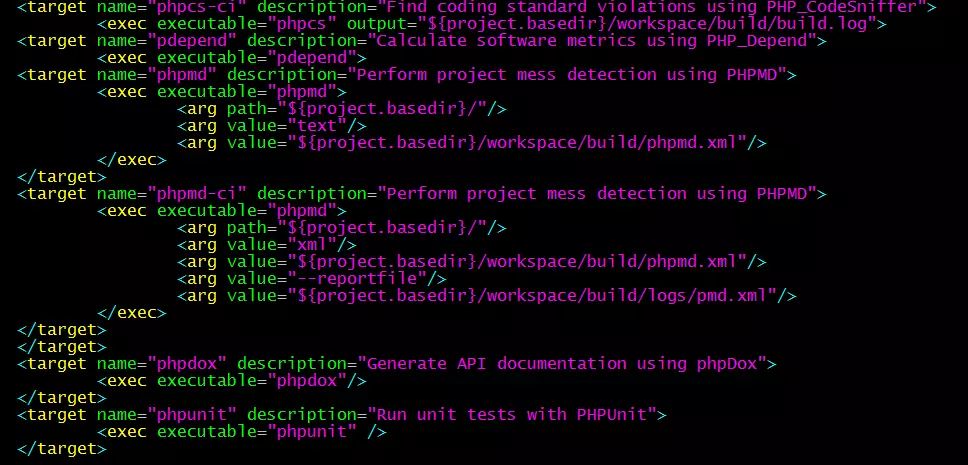 <target name="phpcs-ci" description="Find coding standard violations using PHP_CodeSniffer">
<exec executable="phpcs" output="${project.basedir}/workspace/build/build.log">
<target name="pdepend" description="Calculate software metrics using PHP_Depend">
<exec executable="pdepend">
<target name="phpmd" description="Perform project mess detection using PHPMD">
<exec executable="phpmd">
<arg path="${project.basedir}/"/>
<arg value="text"/>
<arg value="${project.basedir}/workspace/build/phpmd.xml"/>
</exec>
</target>
<target name="phpmd-ci" description="Perform project mess detection using PHPMD">
<exec executable="phpmd">
<arg path="${project.basedir}/"/>
<arg value="xml"/>
<arg value="${project.basedir}/workspace/build/phpmd.xml"/>
<arg value="--reportfile"/>
<arg value="${project.basedir}/workspace/build/logs/pmd.xml"/>
</exec>
</target>
</target>
<target name="phpdox" description="Generate API documentation using phpDox">
<exec executable="phpdox"/>
</target>
<target name="phpunit" description="Run unit tests with PHPUnit">
<exec executable="phpunit" />
</target>